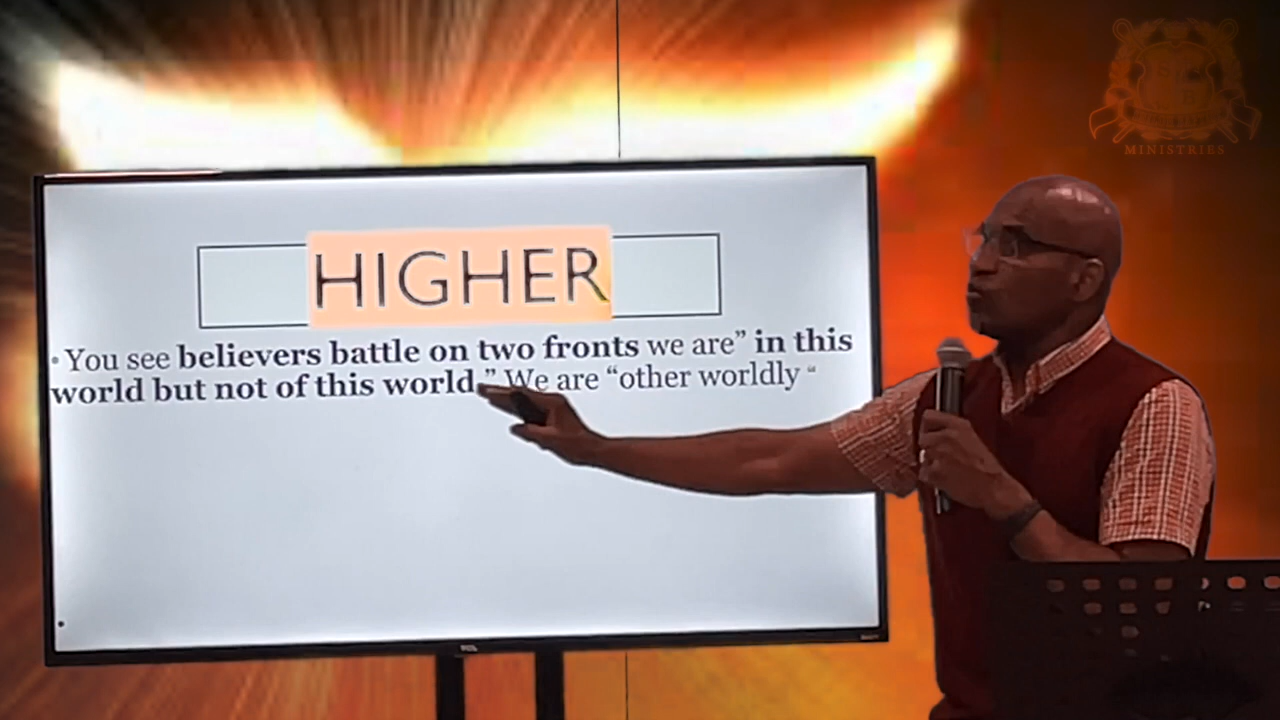 MINISTRIES
HIGHER
• You see believers battle on two fronts we are” in this
world but not of this world.” We are “other worldly “
•
TCL